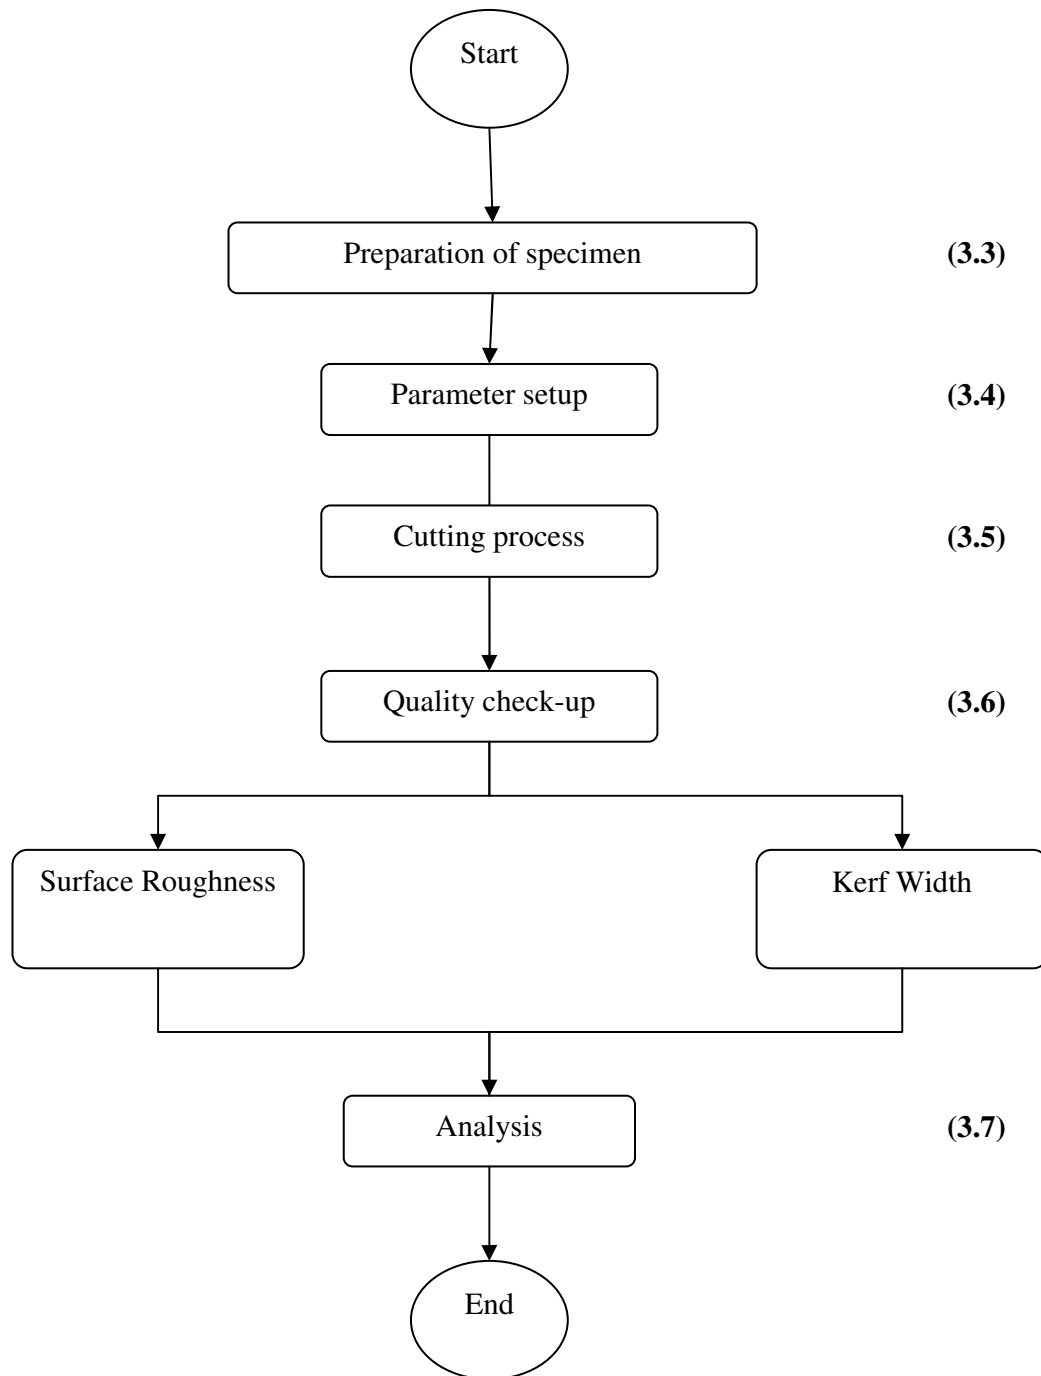 Start
Preparation of specimen
(3.3)
Parameter setup
(3.4)
Cutting process
(3.5)
Quality check-up
(3.6)
Surface Roughness
Kerf Width
Analysis
(3.7)
End